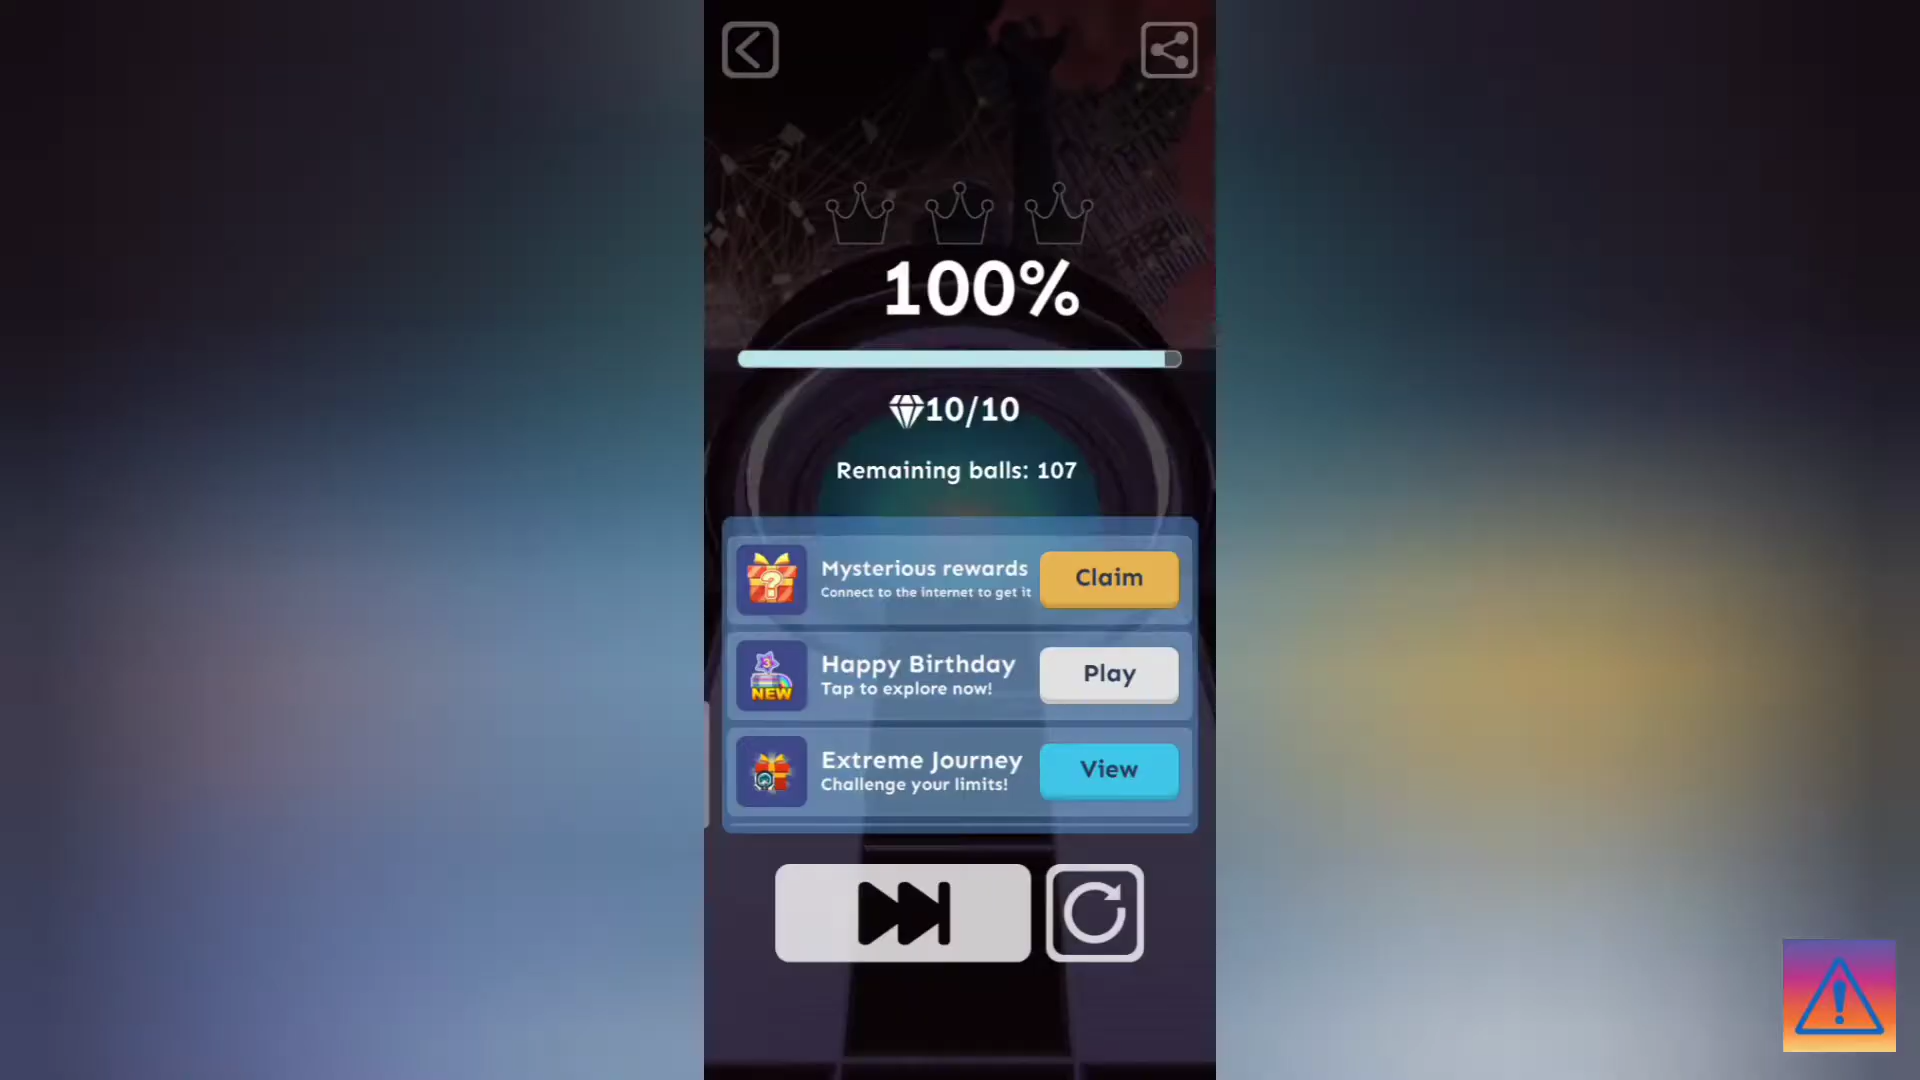 100%
10/10
Remaining balls: 107
Mysterious rewards
Connect to the internet to get it
Claim
3
NEW
Happy Birthday
Tap to explore now!
Play
Extreme Journey
Challenge your limits!
View